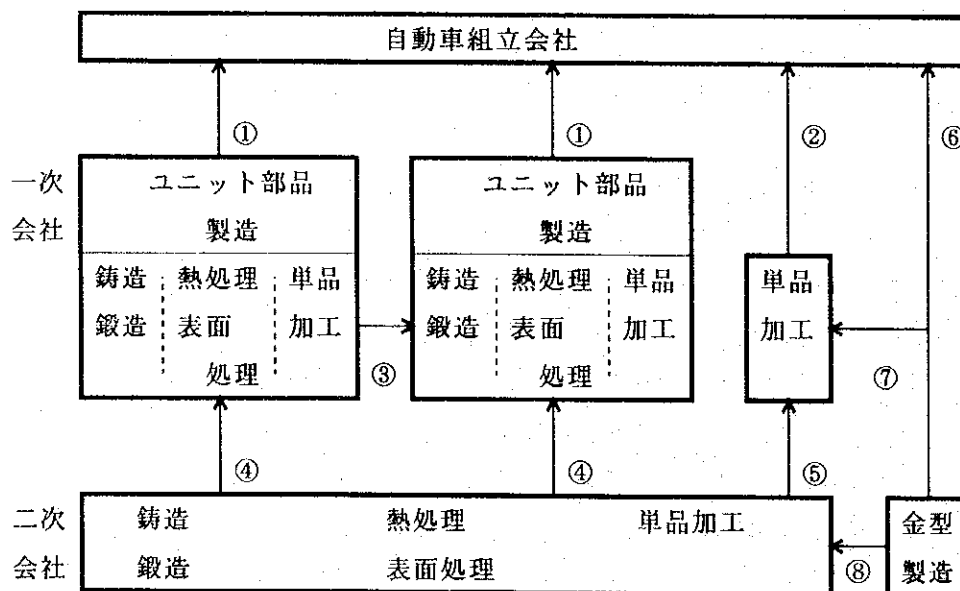 自動車組立会社
① ① ② ⑥
一次 ユニット部品 ユニット部品
会社 製造 製造
鋳造 熱処理 単品 鋳造 熱処理 単品 単品
鍛造 表面 加工 鍛造 表面 加工 加工
処理 ③ 処理 ⑦
④ ④ ⑤
二次 鋳造 熱処理 単品加工 金型
会社 鍛造 表面処理 ⑧ 製造